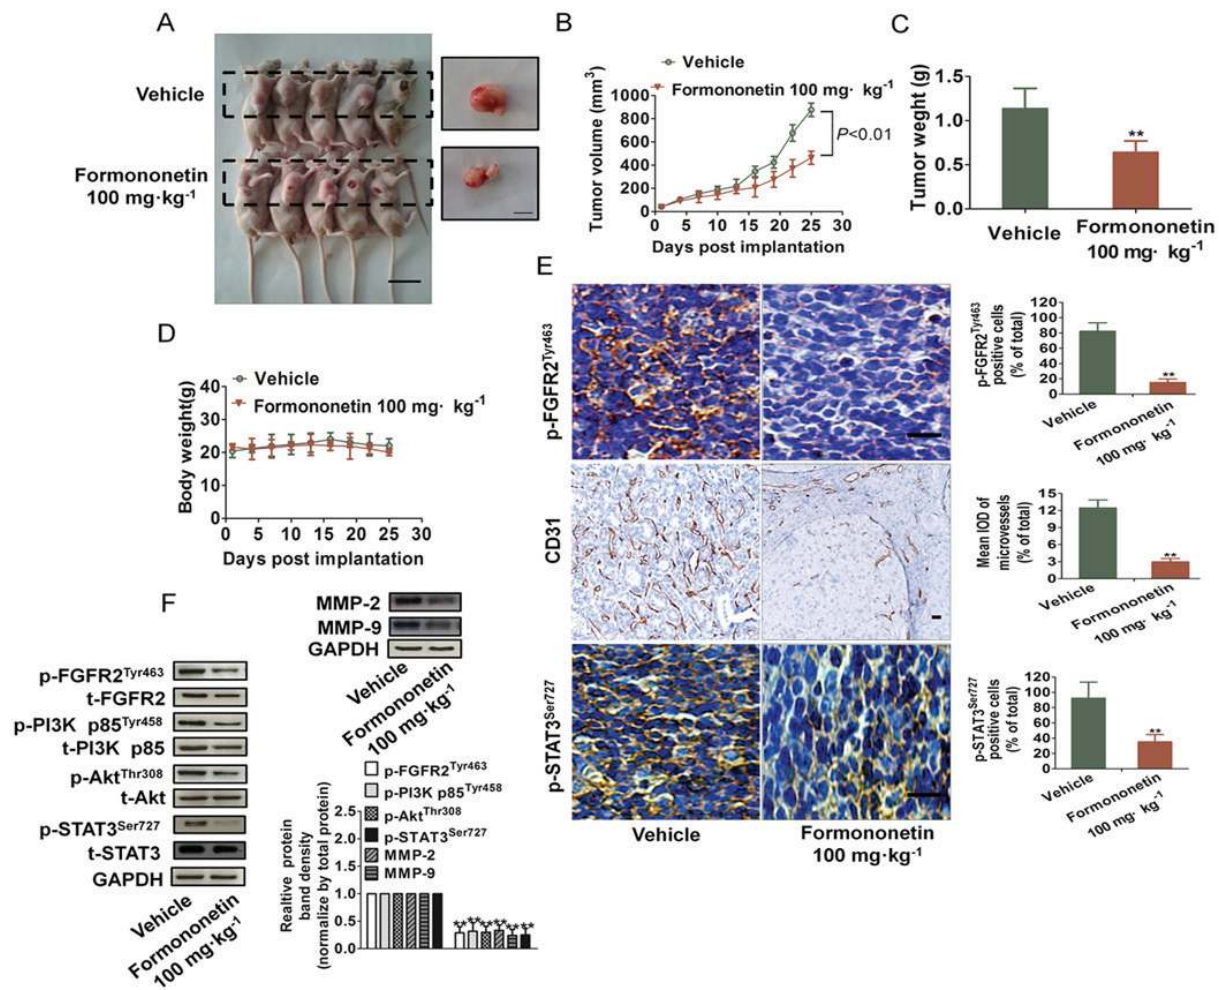 A
Vehicle
Formononetin
100 mg·kg-1
B
Vehicle
Formononetin 100 mg· kg-1
Tumor volume (mm3)
1000
800
600
400
200
0
P<0.01
0 5 10 15 20 25 30
Days post implantation
C
Tumor weght (g)
1.5
1.0
0.5
0.0
**
Vehicle
Formononetin
100 mg· kg-1
D
Vehicle
Formononetin 100 mg· kg-1
Body weight(g)
40
30
20
10
0
0 5 10 15 20 25 30
Days post implantation
E
p-FGFR2Tyr463
CD31
p-STAT3Ser727
Vehicle
Formononetin
100 mg·kg-1
p-FGFR2Tyr463
positive cells
(% of total)
120
100
80
60
40
20
0
**
Vehicle
Formononetin
100 mg· kg-1
Mean IOD of
microvessels
(% of total)
15
12
9
6
3
0
**
Vehicle
Formononetin
100 mg· kg-1
p-STAT3Ser727
positive cells
(% of total)
120
100
80
60
40
20
0
**
Vehicle
Formononetin
100 mg· kg-1
F
p-FGFR2Tyr463
t-FGFR2
p-PI3K p85Tyr458
t-PI3K p85
p-AktThr308
t-Akt
p-STAT3Ser727
t-STAT3
GAPDH
Vehicle
Formononetin
100 mg·kg-1
MMP-2
MMP-9
GAPDH
Vehicle
Formononetin
100 mg·kg-1
p-FGFR2Tyr463
p-PI3K p85Tyr458
p-AktThr308
p-STAT3Ser727
MMP-2
MMP-9
Realtive protein
band density
(normalize by total protein)
2.5
2.0
1.5
1.0
0.5
0.0
** ** ** ** ** **